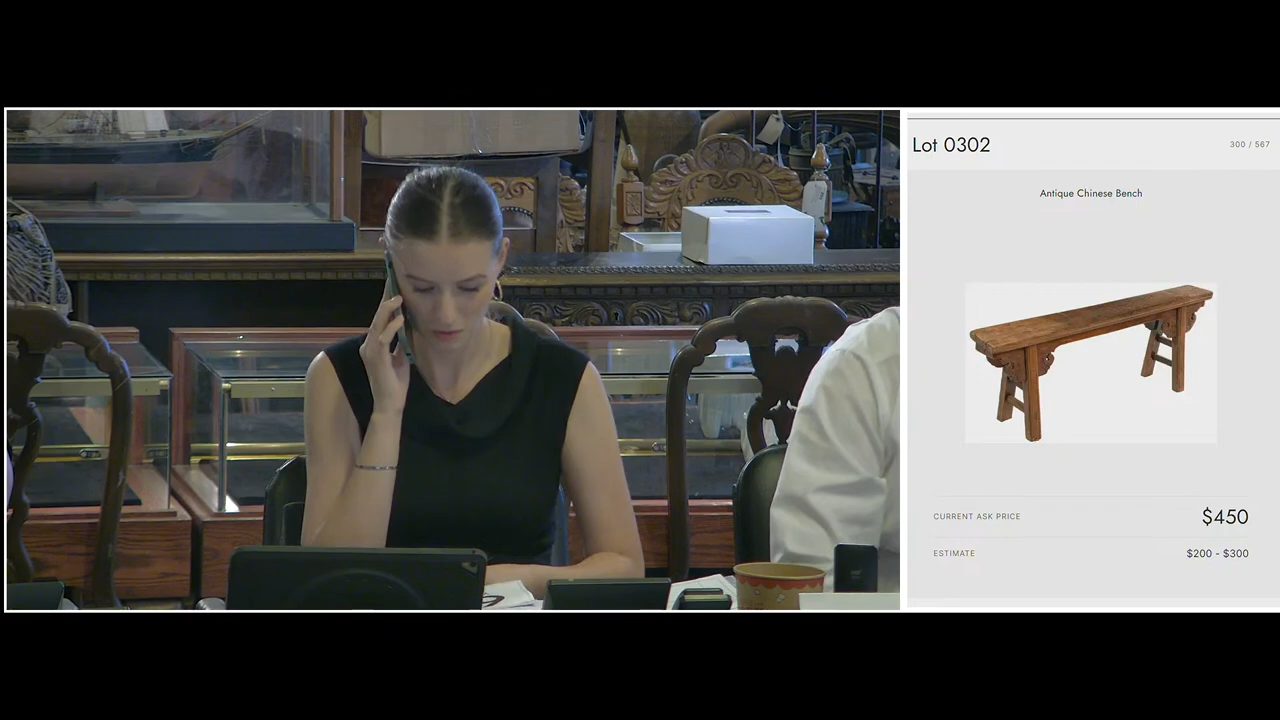 Lot 0302
300 / 567
Antique Chinese Bench
CURRENT ASK PRICE
$450
ESTIMATE
$200 - $300